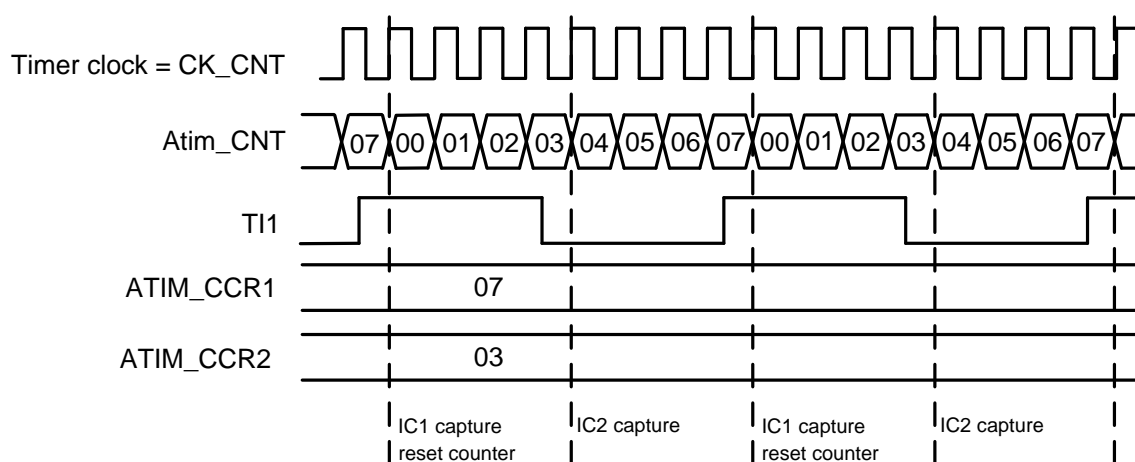 Timer clock = CK_CNT
Atim_CNT
07 00 01 02 03 04 05 06 07 00 01 02 03 04 05 06 07
TI1
ATIM_CCR1
07
ATIM_CCR2
03
IC1 capture
reset counter
IC2 capture
IC1 capture
reset counter
IC2 capture